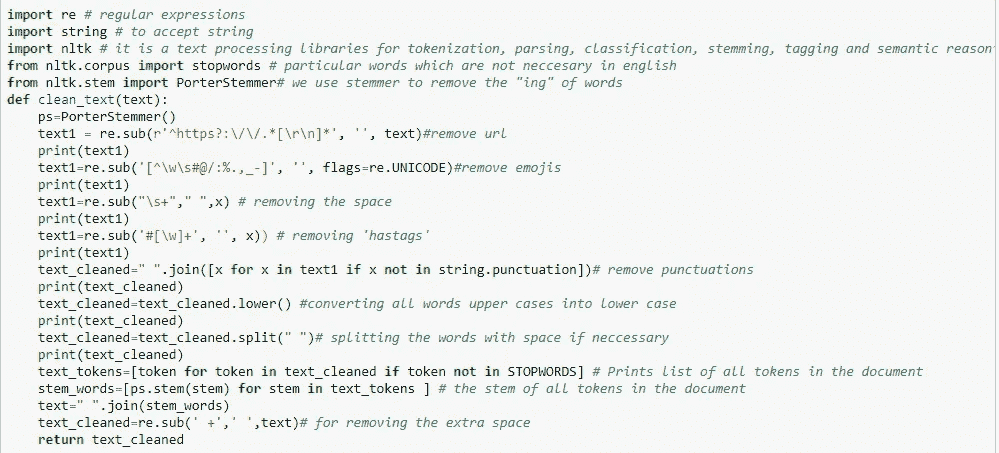 import re # regular expressions
import string # to accept string
import nltk # it is a text processing libraries for tokenization, parsing, classification, stemming, tagging and semantic reason
from nltk.corpus import stopwords # particular words which are not neccesary in english
from nltk.stem import PorterStemmer# we use stemmer to remove the "ing" of words
def clean_text(text):
    ps=PorterStemmer()
    text1 = re.sub(r'^https?:\/\/.*[\r\n]*', '', text)#remove url
    print(text1)
    text1=re.sub('[^\w\s#@/:%.,_-]', '', flags=re.UNICODE)#remove emojis
    print(text1)
    text1=re.sub("\s+"," ",x) # removing the space
    print(text1)
    text1=re.sub('#[\w]+', '', x)) # removing 'hastags'
    print(text1)
    text_cleaned=" ".join([x for x in text1 if x not in string.punctuation])# remove punctuations
    print(text_cleaned)
    text_cleaned=text_cleaned.lower() #converting all words upper cases into lower case
    print(text_cleaned)
    text_cleaned=text_cleaned.split(" ")# splitting the words with space if neccessary
    print(text_cleaned)
    text_tokens=[token for token in text_cleaned if token not in STOPWORDS] # Prints list of all tokens in the document
    stem_words=[ps.stem(stem) for stem in text_tokens ] # the stem of all tokens in the document
    text=" ".join(stem_words)
    text_cleaned=re.sub(' +',' ',text)# for removing the extra space
    return text_cleaned